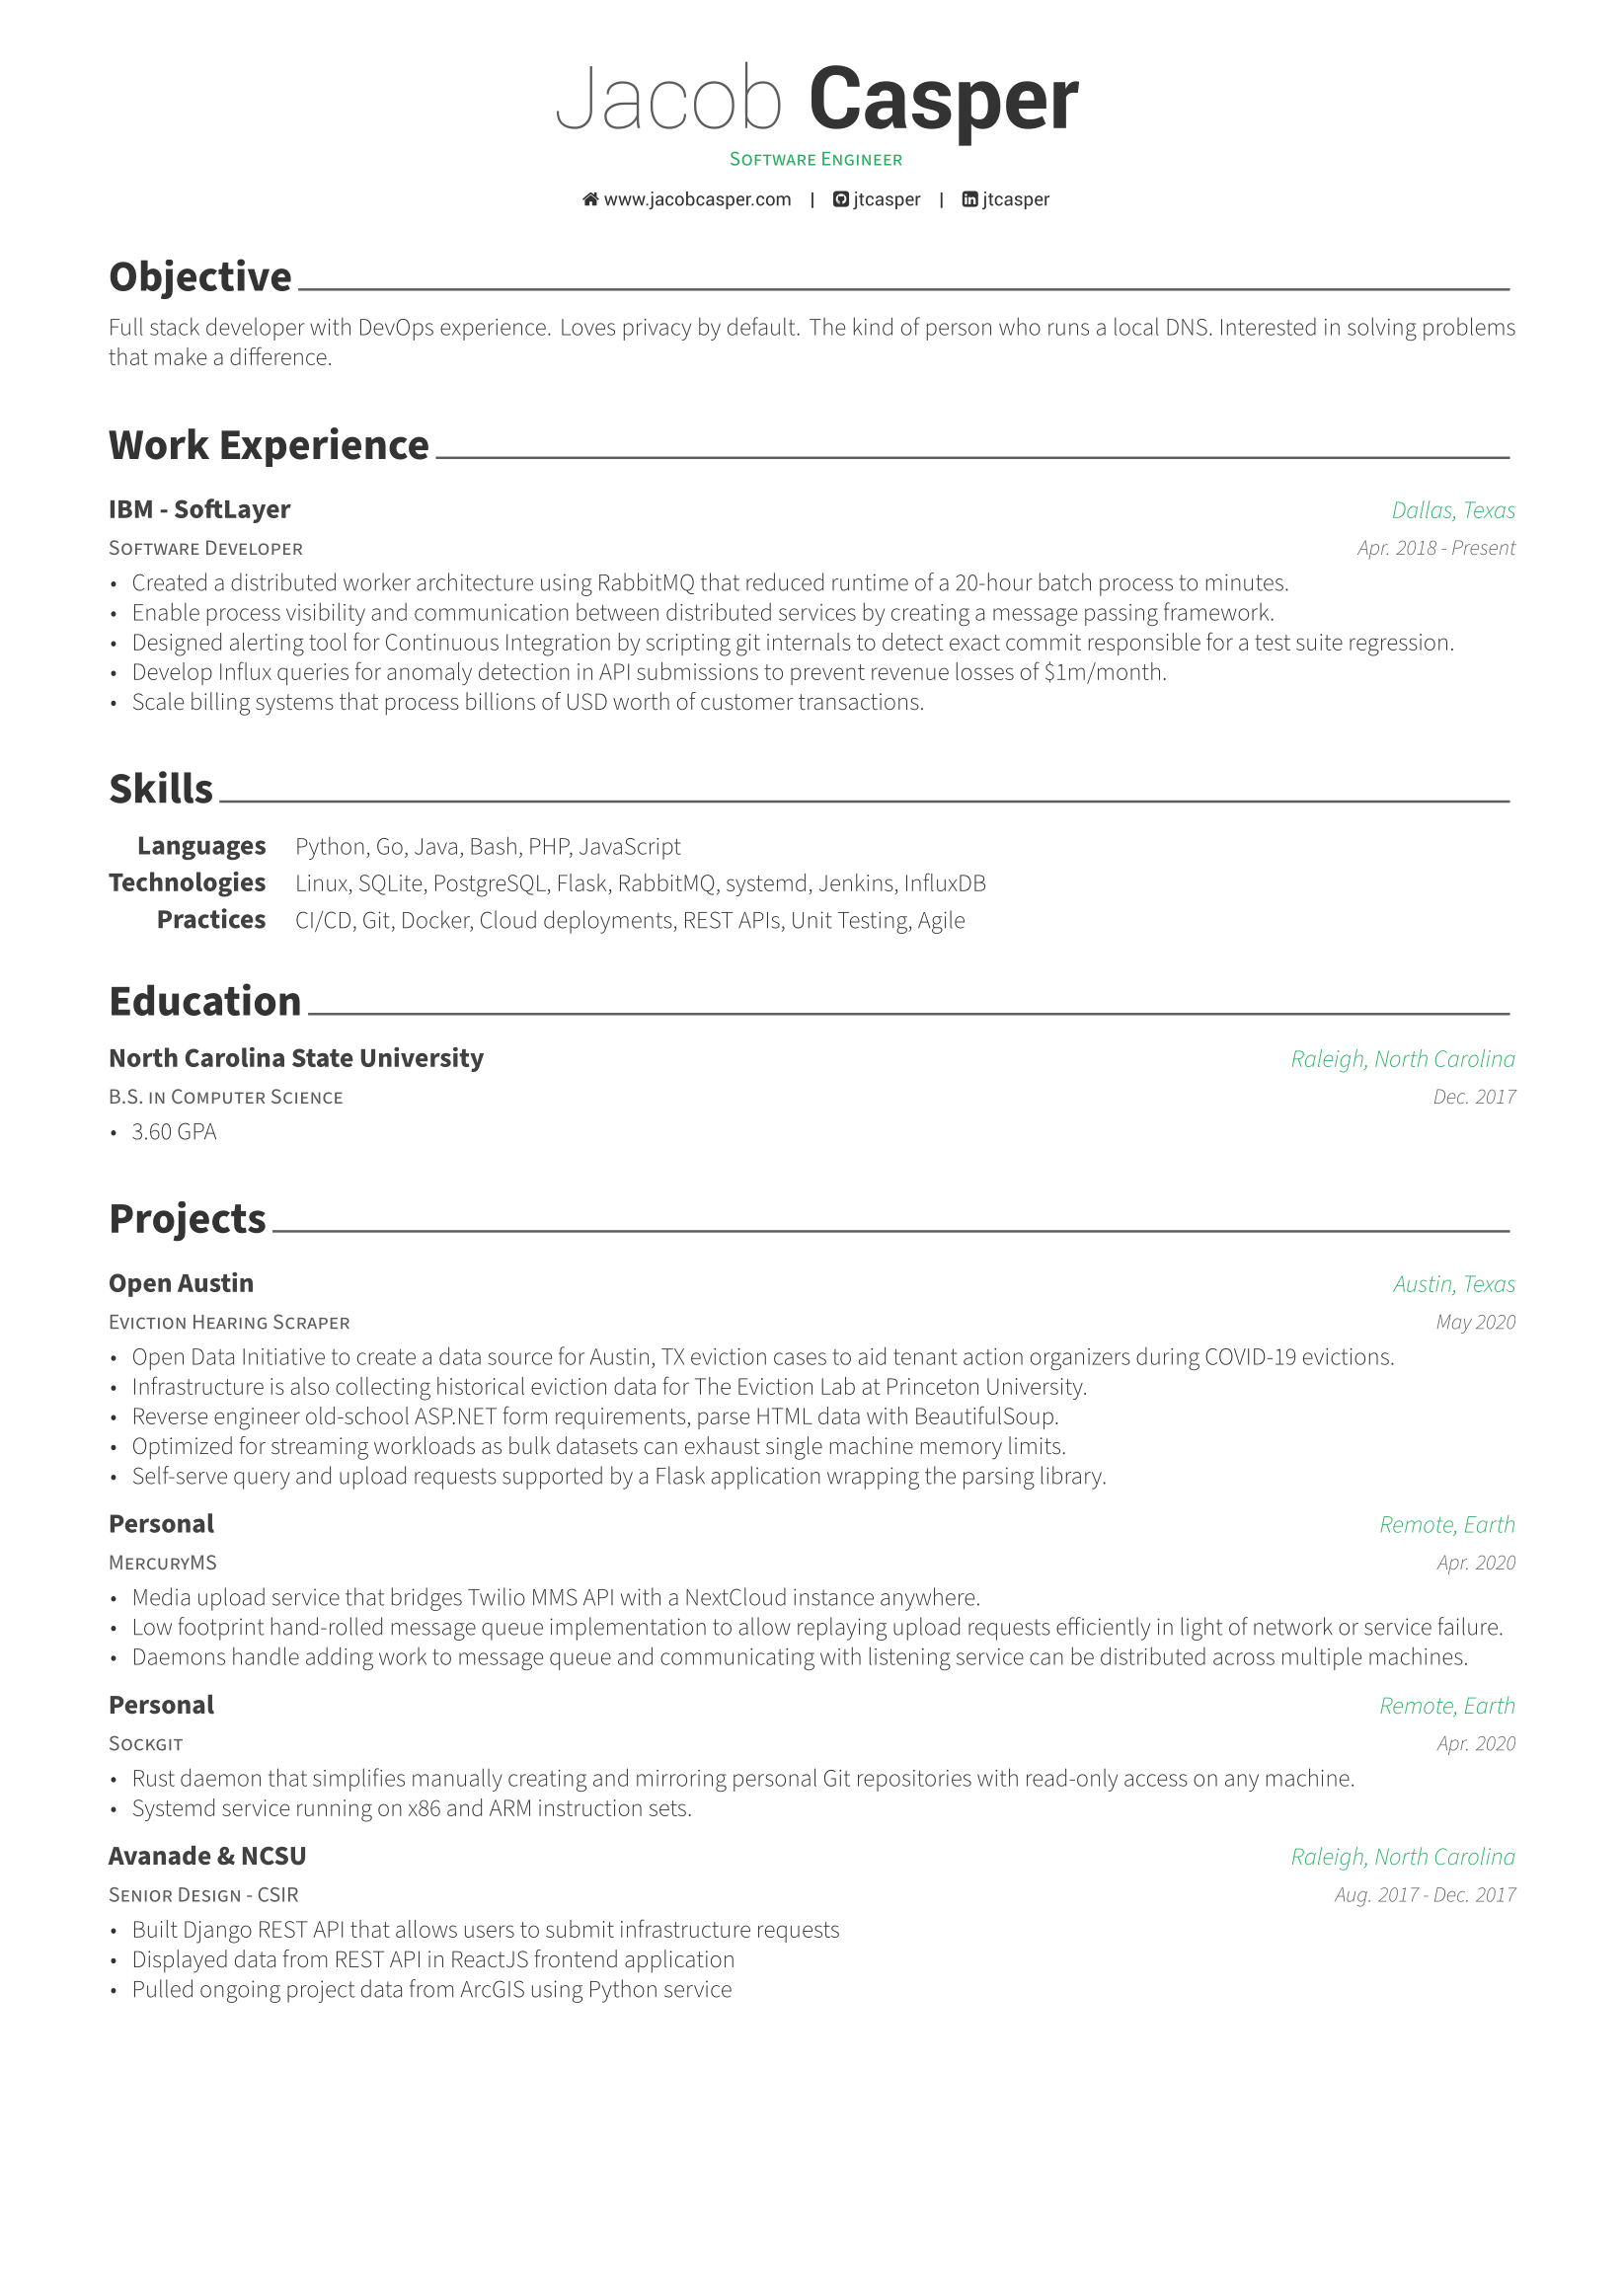 Jacob Casper
Software Engineer
www.jacobcasper.com | jtcasper | jtcasper
Objective
Full stack developer with DevOps experience. Loves privacy by default. The kind of person who runs a local DNS. Interested in solving problems
that make a difference.
Work Experience
IBM - SoftLayer Dallas, Texas
Software Developer Apr. 2018 - Present
• Created a distributed worker architecture using RabbitMQ that reduced runtime of a 20-hour batch process to minutes.
• Enable process visibility and communication between distributed services by creating a message passing framework.
• Designed alerting tool for Continuous Integration by scripting git internals to detect exact commit responsible for a test suite regression.
• Develop Influx queries for anomaly detection in API submissions to prevent revenue losses of $1m/month.
• Scale billing systems that process billions of USD worth of customer transactions.
Skills
Languages Python, Go, Java, Bash, PHP, JavaScript
Technologies Linux, SQLite, PostgreSQL, Flask, RabbitMQ, systemd, Jenkins, InfluxDB
Practices CI/CD, Git, Docker, Cloud deployments, REST APIs, Unit Testing, Agile
Education
North Carolina State University Raleigh, North Carolina
B.S. in Computer Science Dec. 2017
• 3.60 GPA
Projects
Open Austin Austin, Texas
Eviction Hearing Scraper May 2020
• Open Data Initiative to create a data source for Austin, TX eviction cases to aid tenant action organizers during COVID-19 evictions.
• Infrastructure is also collecting historical eviction data for The Eviction Lab at Princeton University.
• Reverse engineer old-school ASP.NET form requirements, parse HTML data with BeautifulSoup.
• Optimized for streaming workloads as bulk datasets can exhaust single machine memory limits.
• Self-serve query and upload requests supported by a Flask application wrapping the parsing library.
Personal Remote, Earth
MercuryMS Apr. 2020
• Media upload service that bridges Twilio MMS API with a NextCloud instance anywhere.
• Low footprint hand-rolled message queue implementation to allow replaying upload requests efficiently in light of network or service failure.
• Daemons handle adding work to message queue and communicating with listening service can be distributed across multiple machines.
Personal Remote, Earth
Sockgit Apr. 2020
• Rust daemon that simplifies manually creating and mirroring personal Git repositories with read-only access on any machine.
• Systemd service running on x86 and ARM instruction sets.
Avanade & NCSU Raleigh, North Carolina
Senior Design - CSIR Aug. 2017 - Dec. 2017
• Built Django REST API that allows users to submit infrastructure requests
• Displayed data from REST API in ReactJS frontend application
• Pulled ongoing project data from ArcGIS using Python service